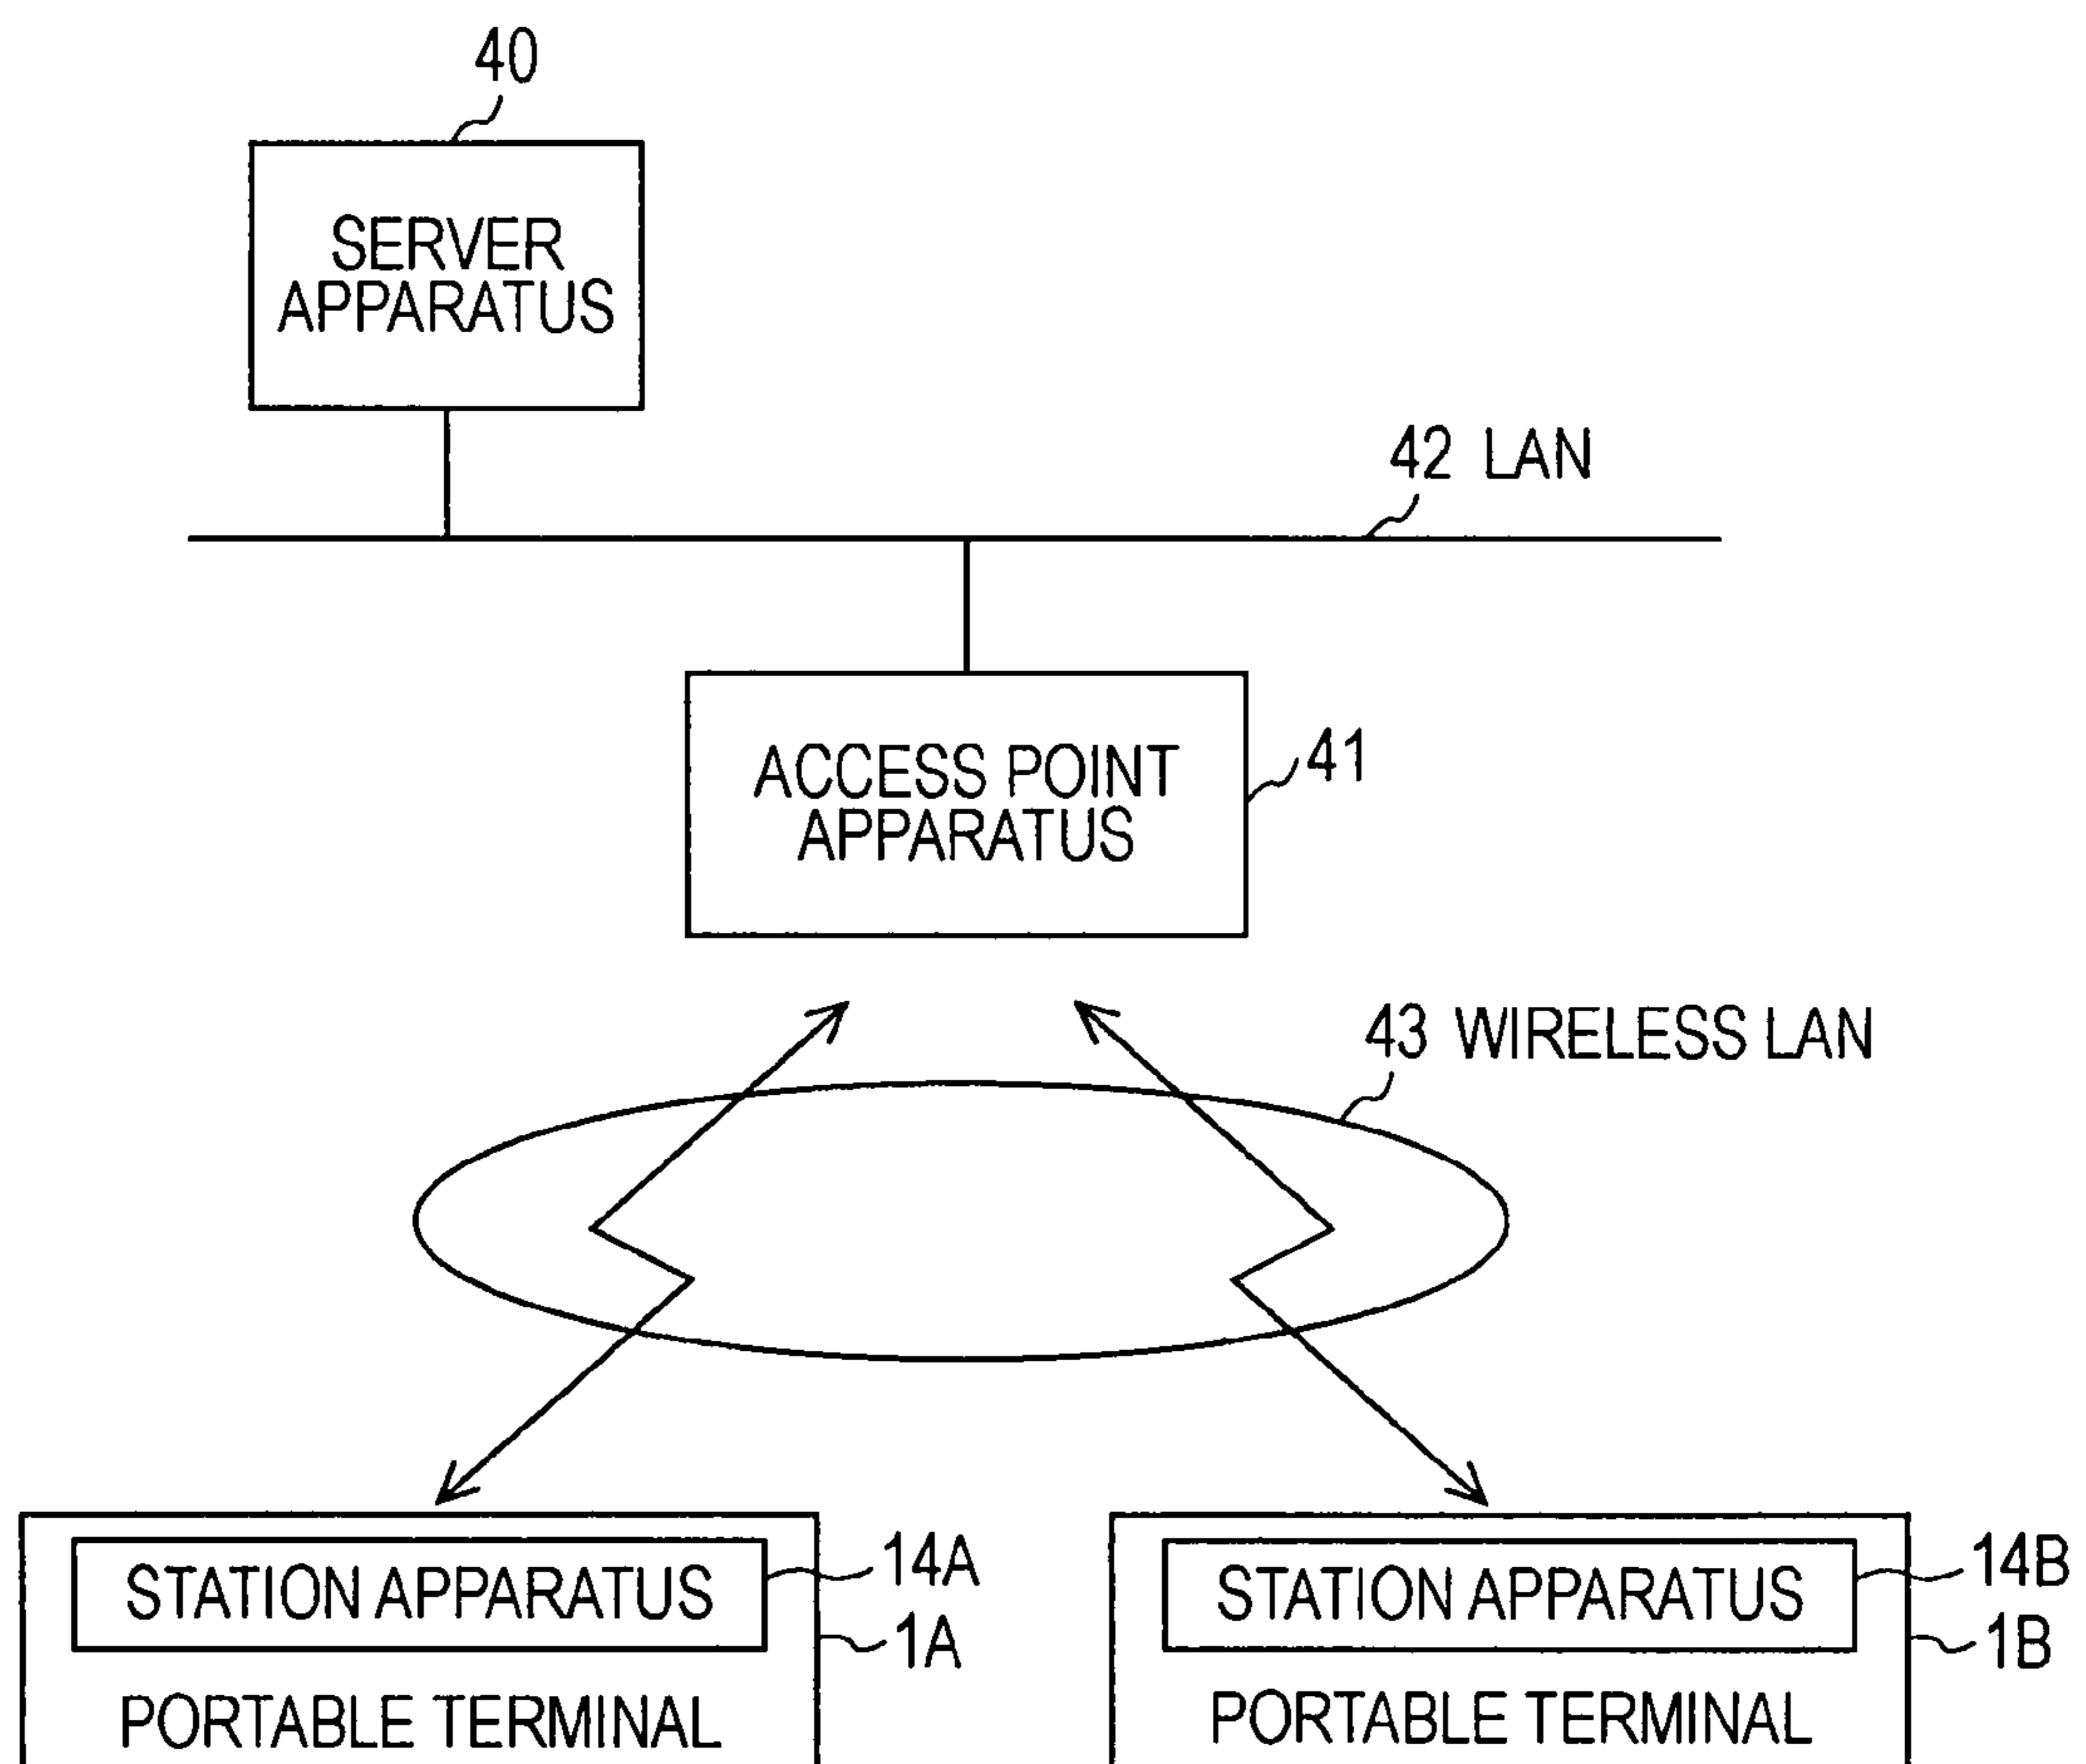 40
SERVER
APPARATUS
42 LAN
ACCESS POINT
APPARATUS
41
43 WIRELESS LAN
STATION APPARATUS
14A
1A
PORTABLE TERMINAL
STATION APPARATUS
14B
1B
PORTABLE TERMINAL